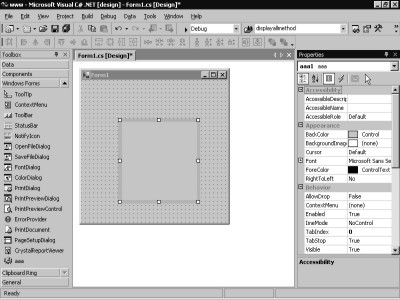 www - Microsoft Visual C# .NET [design] - Form1.cs [Design]*
File Edit View Project Build Debug Data Tools Window Help
Debug
displayallmethod
Toolbox
Data
Components
Windows Forms
ToolTip
ContextMenu
ToolBar
StatusBar
NotifyIcon
OpenFileDialog
SaveFileDialog
FontDialog
ColorDialog
PrintDialog
PrintPreviewDialog
PrintPreviewControl
ErrorProvider
PrintDocument
PageSetupDialog
CrystalReportViewer
aaa
Clipboard Ring
General
Form1.cs [Design]*
Form1
Properties
aaa1 aaa
Accessibility
AccessibleDescrip
AccessibleName
AccessibleRole Default
Appearance
BackColor Control
BackgroundImage (none)
Cursor Default
Font Microsoft Sans Se
ForeColor ControlText
RightToLeft No
Behavior
AllowDrop False
ContextMenu (none)
Enabled True
ImeMode NoControl
TabIndex 0
TabStop True
Visible True
Accessibility
Ready